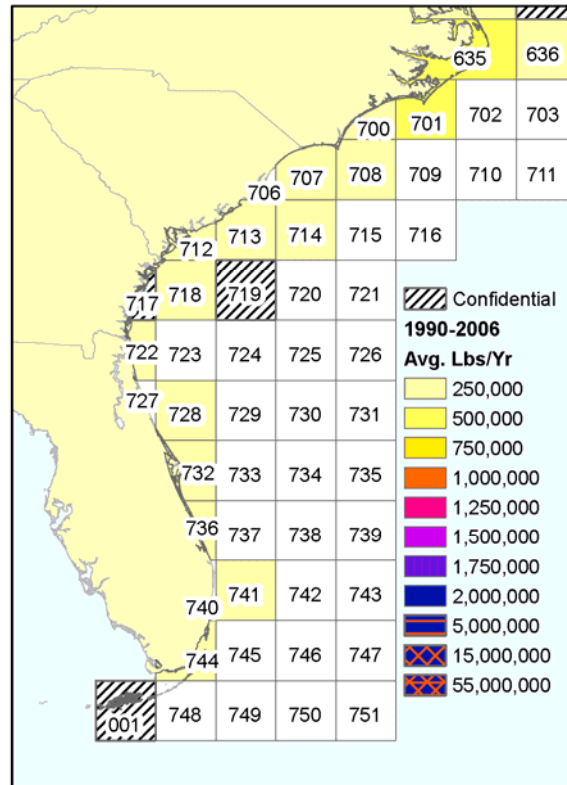 635 636
700 701 702 703
706 707 708 709 710 711
712 713 714 715 716
717 718 719 720 721
722 723 724 725 726
727 728 729 730 731
732 733 734 735
736 737 738 739
740 741 742 743
744 745 746 747
001 748 749 750 751
Confidential
1990-2006
Avg. Lbs/Yr
250,000
500,000
750,000
1,000,000
1,250,000
1,500,000
1,750,000
2,000,000
5,000,000
15,000,000
55,000,000